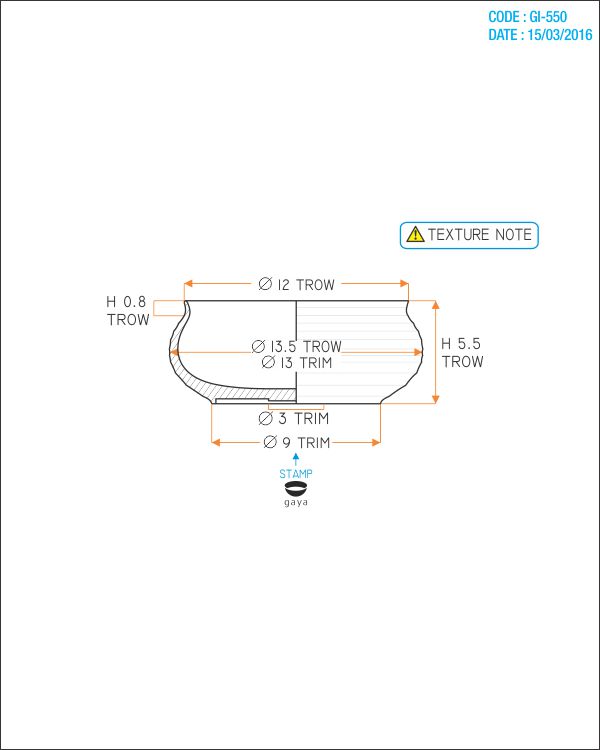 CODE : GI-550
DATE : 15/03/2016
TEXTURE NOTE
Ø 12 TROW
H 0.8
TROW
Ø 13.5 TROW
Ø 13 TRIM
H 5.5
TROW
Ø 3 TRIM
Ø 9 TRIM
STAMP
gaya